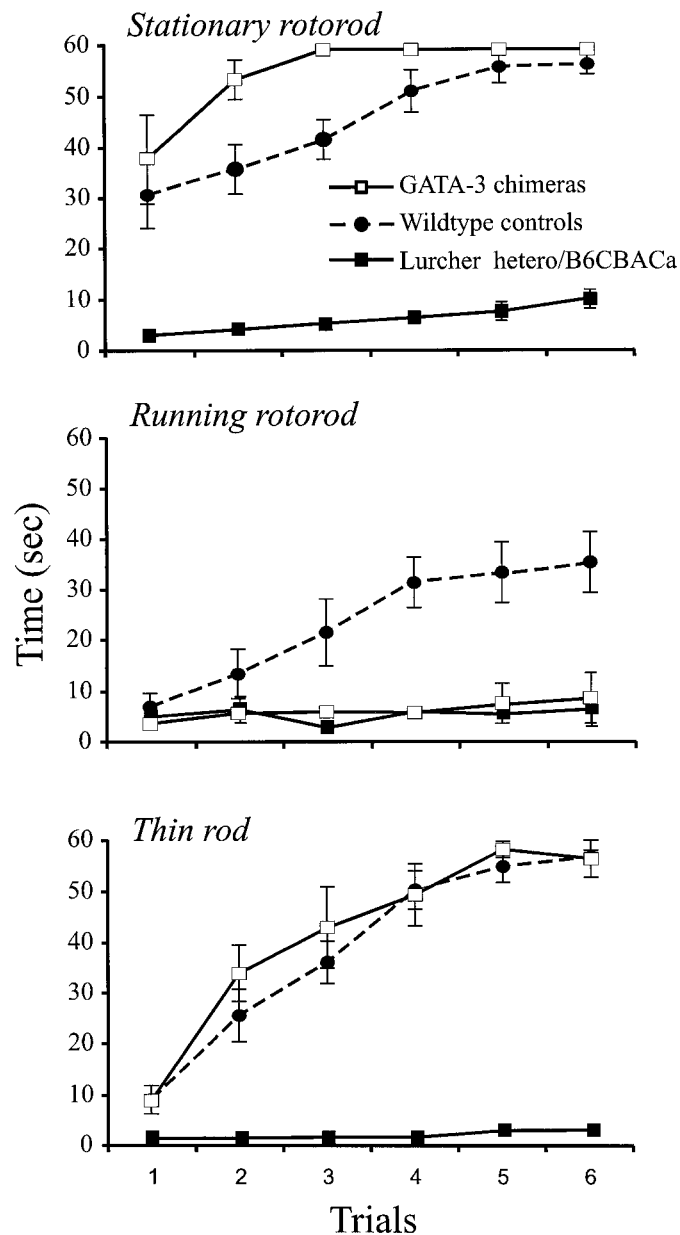 Stationary rotorod
60
50
40
30
20
10
0
GATA-3 chimeras
Wildtype controls
Lurcher hetero/B6CBACa
Running rotorod
60
50
40
30
20
10
0
Time (sec)
Thin rod
60
50
40
30
20
10
0
1 2 3 4 5 6
Trials